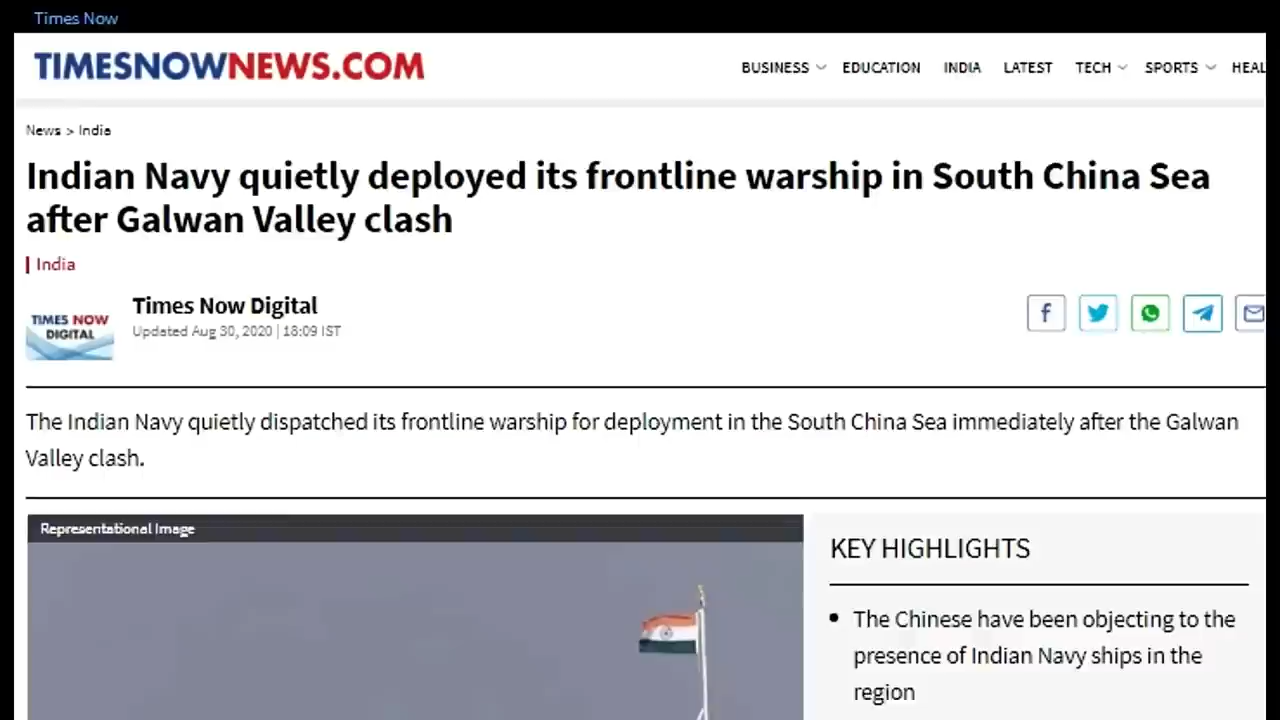 Times Now
TIMESNOWNEWS.COM
BUSINESS EDUCATION INDIA LATEST TECH SPORTS HEAL
News > India
Indian Navy quietly deployed its frontline warship in South China Sea
after Galwan Valley clash
India
Times Now Digital
TIMES NOW
DIGITAL
Updated Aug 30, 2020 | 18:09 IST
The Indian Navy quietly dispatched its frontline warship for deployment in the South China Sea immediately after the Galwan
Valley clash.
Representational Image
KEY HIGHLIGHTS
• The Chinese have been objecting to the
presence of Indian Navy ships in the
region